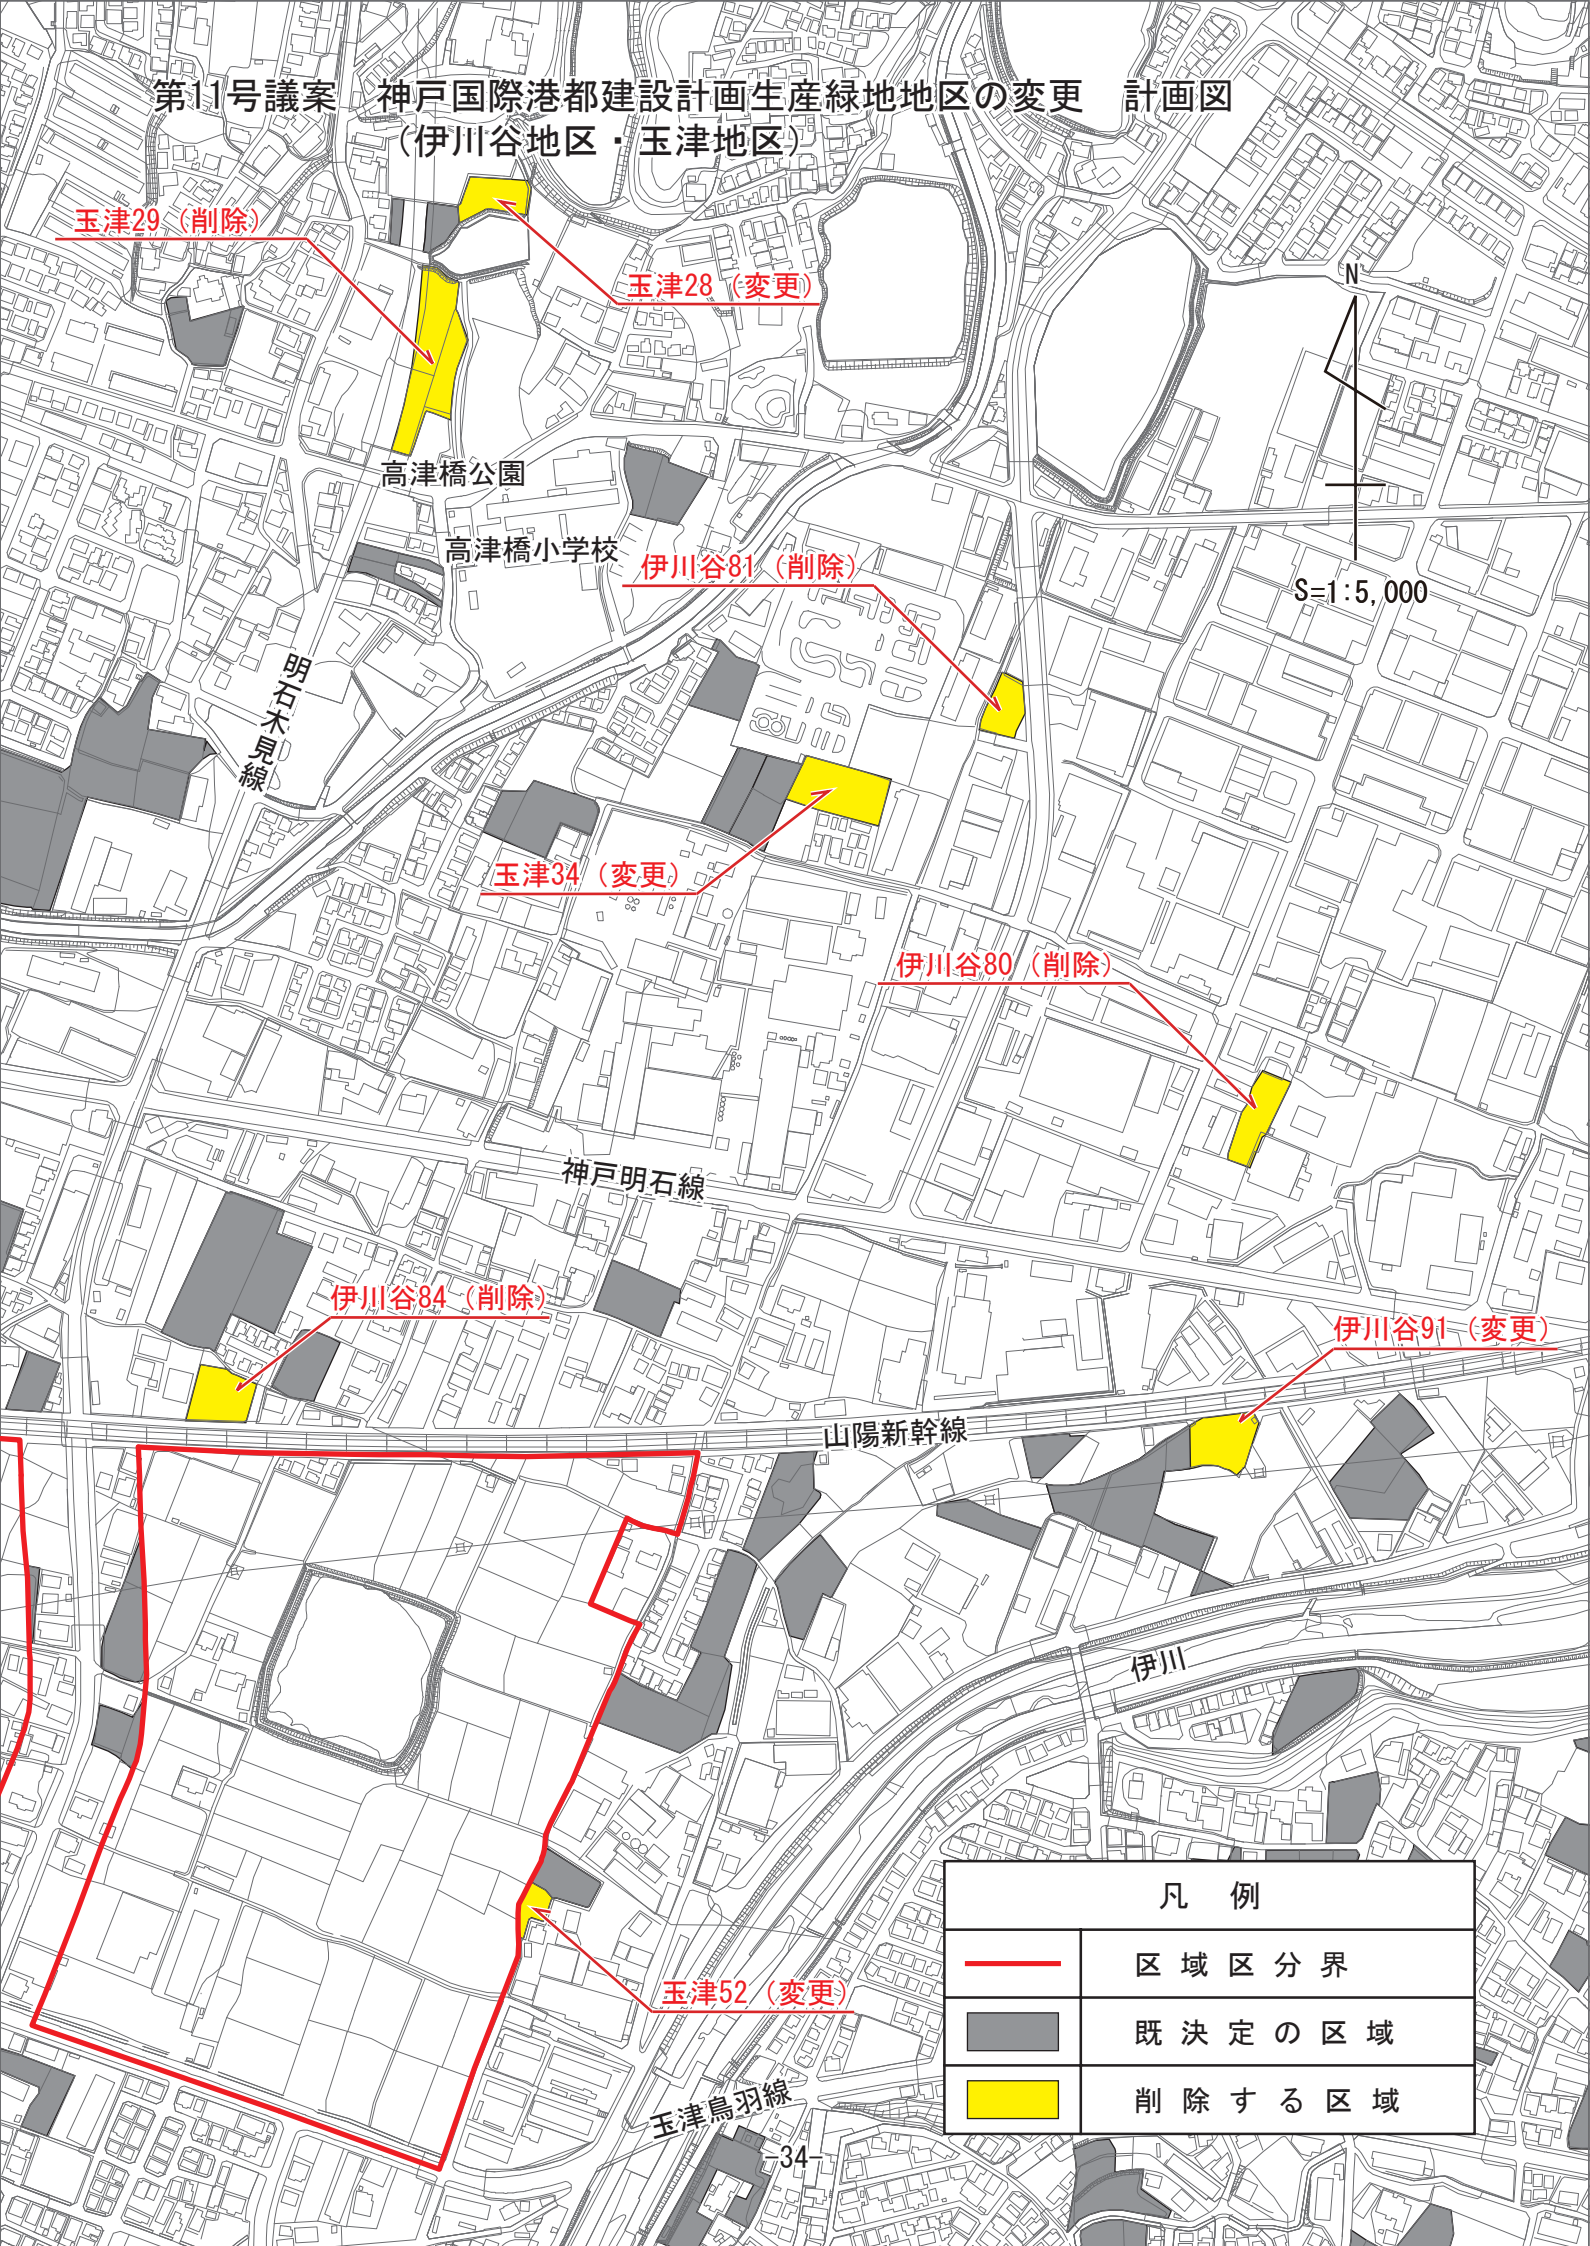 第11号議案　神戸国際港都建設計画生産緑地地区の変更　計画図
（伊川谷地区・玉津地区）
玉津29（削除）
玉津28（変更）
N
高津橋公園
高津橋小学校
伊川谷81（削除）
S=1:5,000
明石木見線
玉津34（変更）
伊川谷80（削除）
神戸明石線
伊川谷84（削除）
伊川谷91（変更）
山陽新幹線
伊川
凡 例
区域区分界
既決定の区域
削除する区域
玉津52（変更）
玉津鳥羽線
-34-